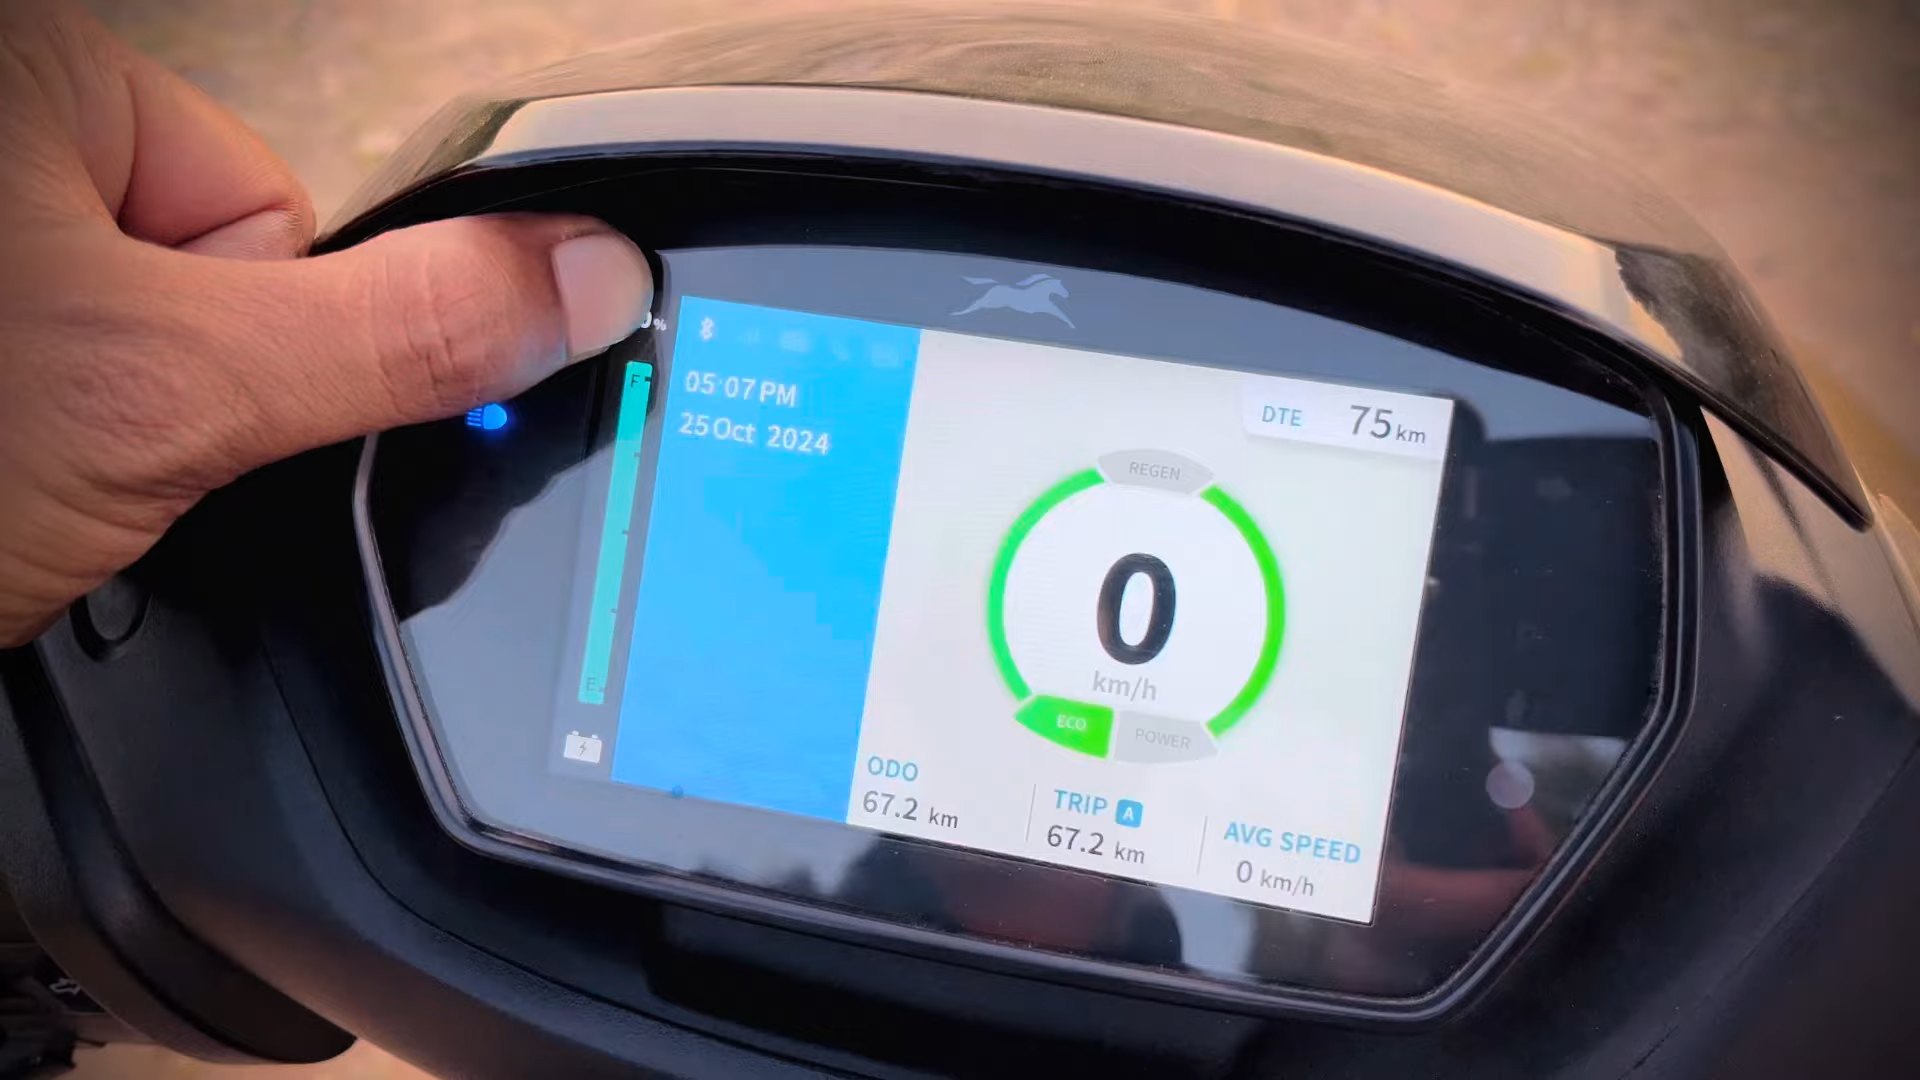 %
F
E
05:07 PM
25 Oct 2024
DTE 75 km
REGEN
0
km/h
ECO
POWER
ODO
67.2 km
TRIP A
67.2 km
AVG SPEED
0 km/h